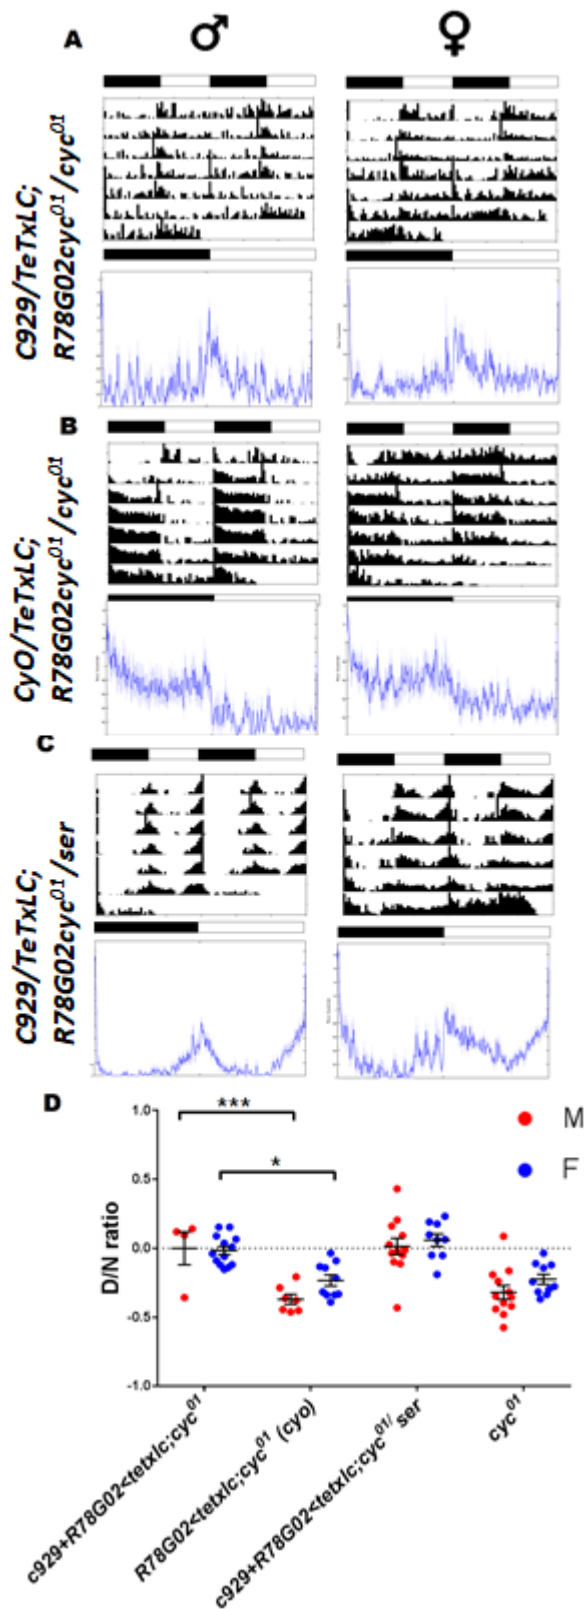 A
♂ ♀
C929/TeTxLC;
R78G02cyc01/cyc01
B
CyO/TeTxLC;
R78G02cyc01/cyc01
C
C929/TeTxLC;
R78G02cyc01/ser
D
***
*
M
F
D/N ratio
1.0
0.5
0.0
-0.5
-1.0
c929+R78G02<tetxlc;cyc01
R78G02<tetxlc;cyc01 (cyo)
c929+R78G02<tetxlc;cyc01/ser
cyc01